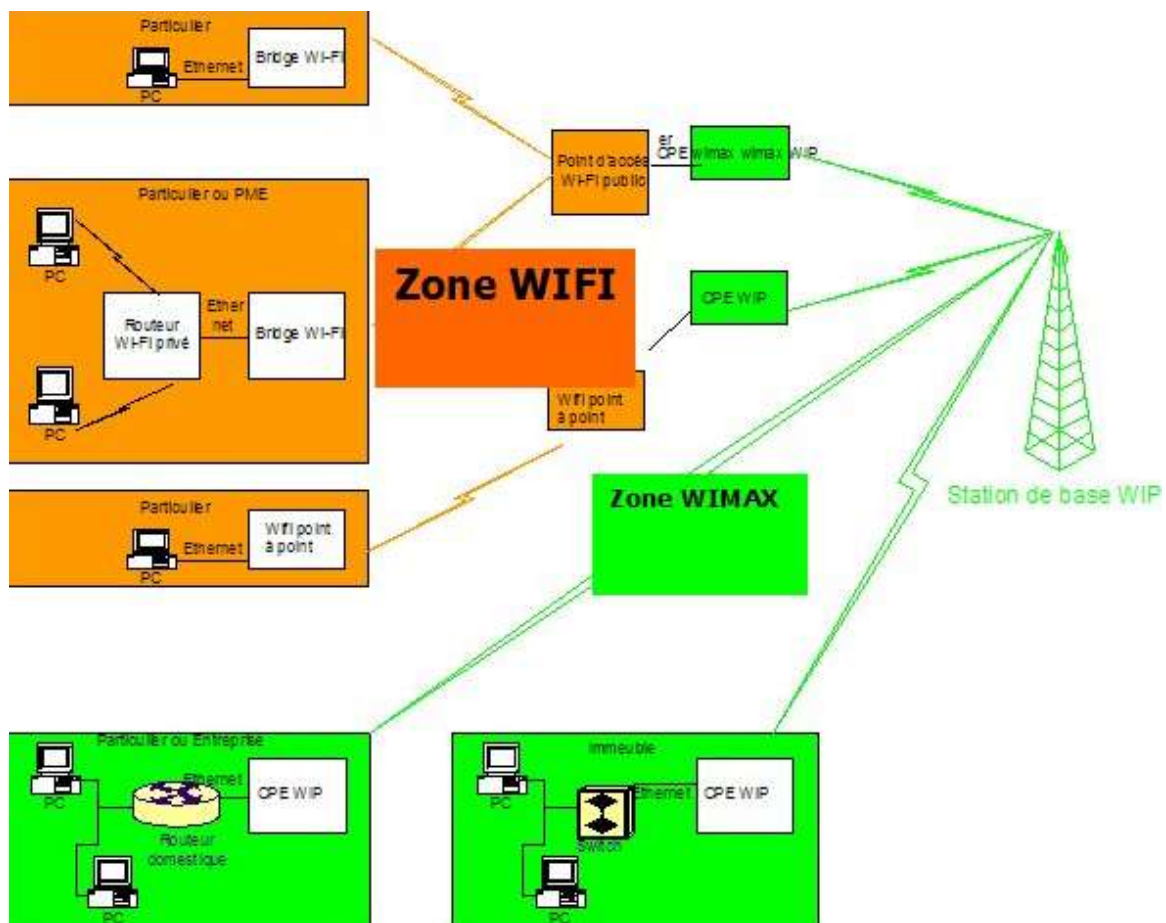 Particulier
Ethernet
Bridge WI-FI
PC
Particulier ou PME
PC
Ether
net
Routeur
WI-FI privé
Bridge WI-FI
PC
Particulier
Wifi point
à point
Ethernet
PC
Point d'accès
WI-FI public
er
CPE wimax wimax WIP
Zone WIFI
CPE WIP
Wifi point
à point
Zone WIMAX
Station de base WIP
Particulier ou Entreprise
PC
Ethernet
CPE WIP
Routeur
domestique
PC
Immeuble
PC
Ethernet
CPE WIP
Switch
PC